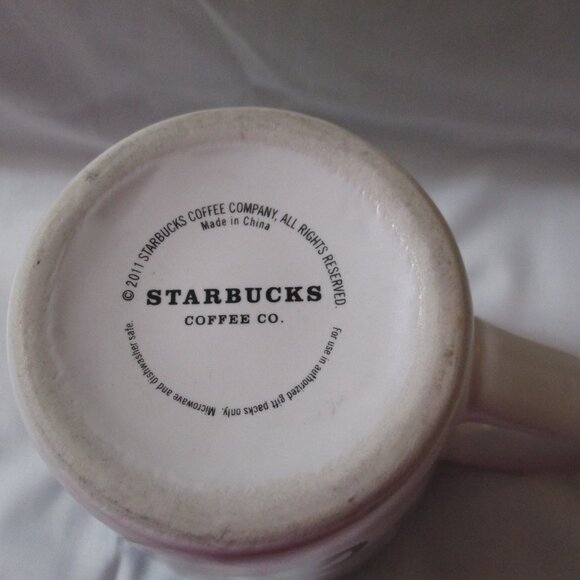 © 2011 STARBUCKS COFFEE COMPANY, ALL RIGHTS RESERVED.
Made in China
STARBUCKS
COFFEE CO.
For use in authorized gift packs only. Microwave and dishwasher safe.